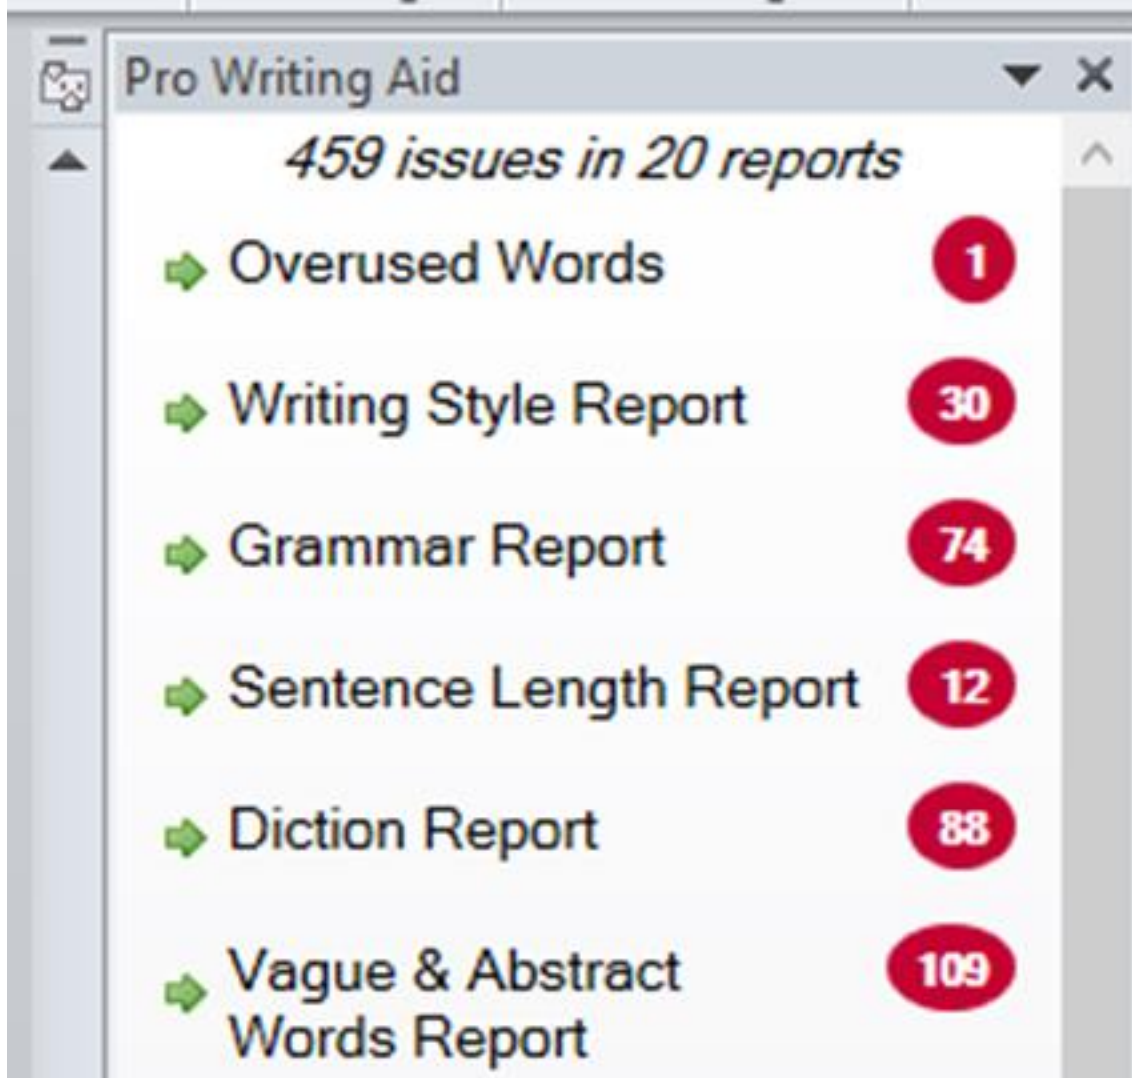 Pro Writing Aid
459 issues in 20 reports
Overused Words 1
Writing Style Report 30
Grammar Report 74
Sentence Length Report 12
Diction Report 88
Vague & Abstract 109
Words Report